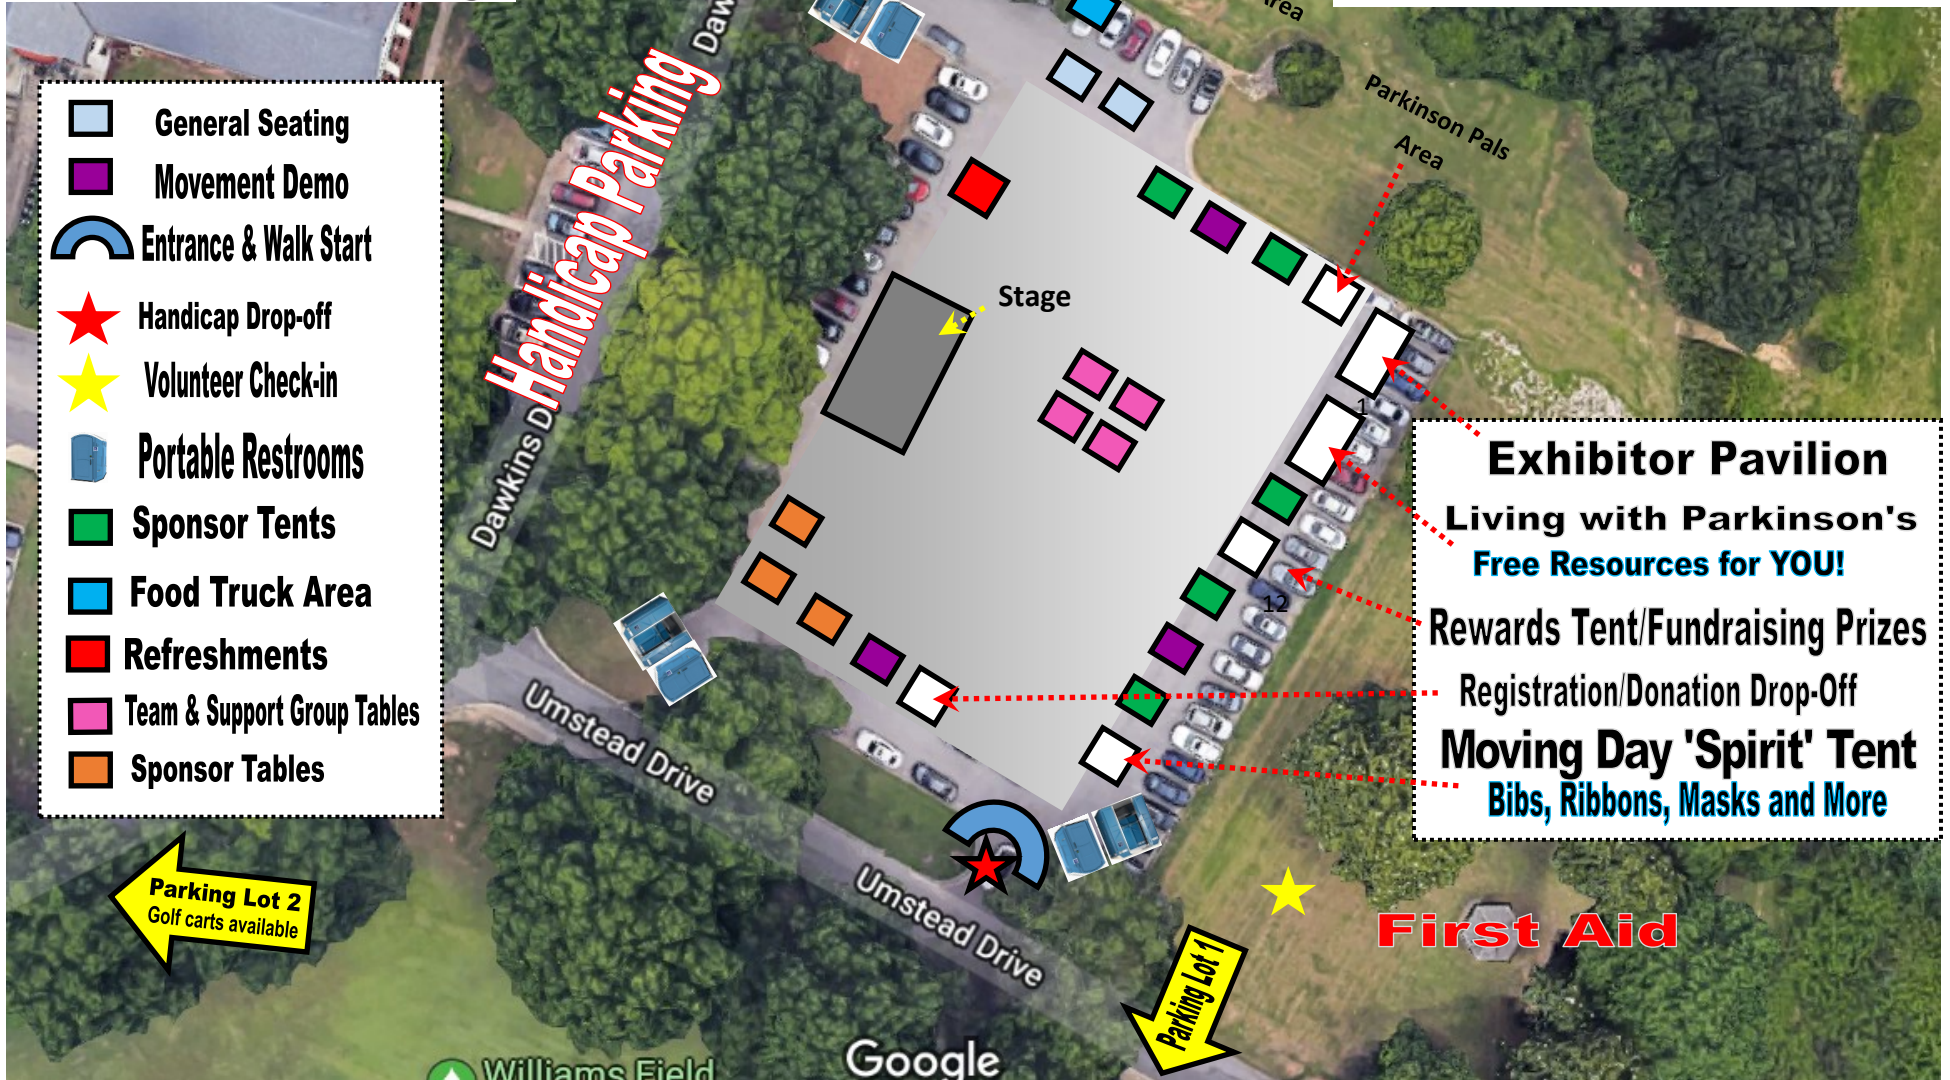 General Seating
Movement Demo
Entrance & Walk Start
Handicap Drop-off
Volunteer Check-in
Portable Restrooms
Sponsor Tents
Food Truck Area
Refreshments
Team & Support Group Tables
Sponsor Tables
Handicap Parking
Daw
Dawkins D
Area
Parkinson Pals
Area
Stage
1
12
Exhibitor Pavilion
Living with Parkinson's
Free Resources for YOU!
Rewards Tent/Fundraising Prizes
Registration/Donation Drop-Off
Moving Day 'Spirit' Tent
Bibs, Ribbons, Masks and More
Umstead Drive
Umstead Drive
Parking Lot 2
Golf carts available
First Aid
Parking Lot 1
Google
Williams Field